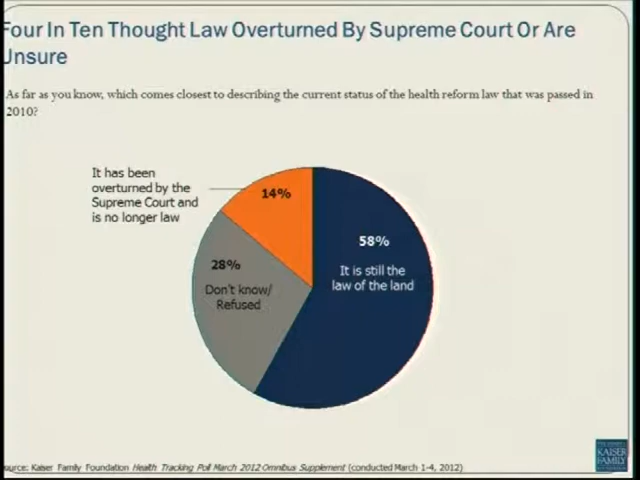 Four In Ten Thought Law Overturned By Supreme Court Or Are
Unsure
As far as you know, which comes closest to describing the current status of the health reform law that was passed in
2010?
It has been
overturned by the
Supreme Court and
is no longer law
14%
58%
It is still the
law of the land
28%
Don't know/
Refused
KAISER
FAMILY
ource: Kaiser Family Foundation Health Tracking Poll March 2012 Omnibus Supplement (conducted March 1-4, 2012)